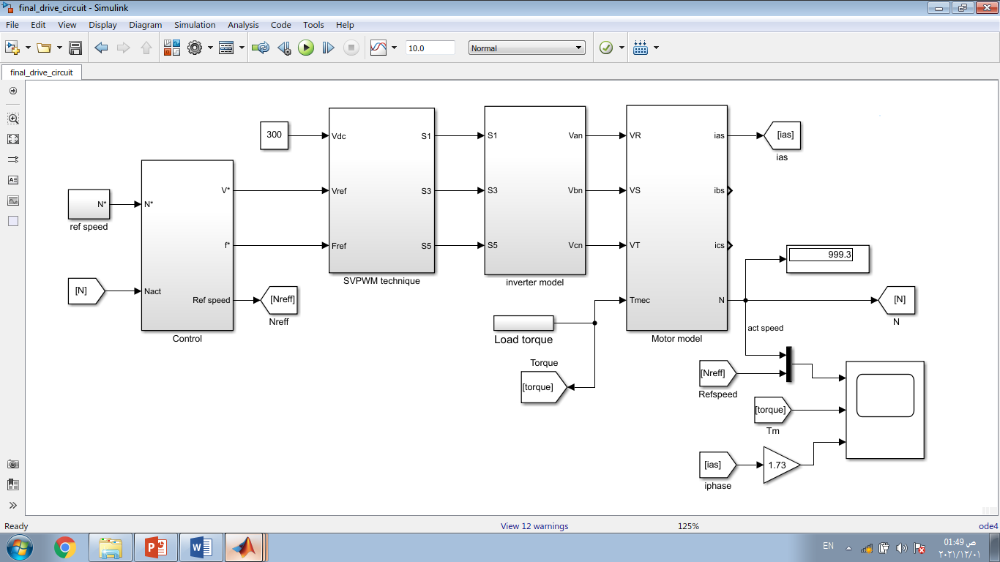 final_drive_circuit - Simulink
File Edit View Display Diagram Simulation Analysis Code Tools Help
10.0 Normal
final_drive_circuit
300
Vdc
Vref
Fref
S1
S3
S5
SVPWM technique
S1
S3
S5
Van
Vbn
Vcn
inverter model
VR
VS
VT
Tmec
ias
ibs
ics
N
Motor model
[ias]
ias
N*
ref speed
[N]
N*
Nact
V*
f*
Ref speed
Control
[Nreff]
Nreff
999.3
[N]
N
act speed
Load torque
Torque
[torque]
[Nreff]
Refspeed
[torque]
Tm
[ias]
iphase
1.73
Ready View 12 warnings 125% ode4
EN
01:49 ص
٢٠٢١/١٢/٠١